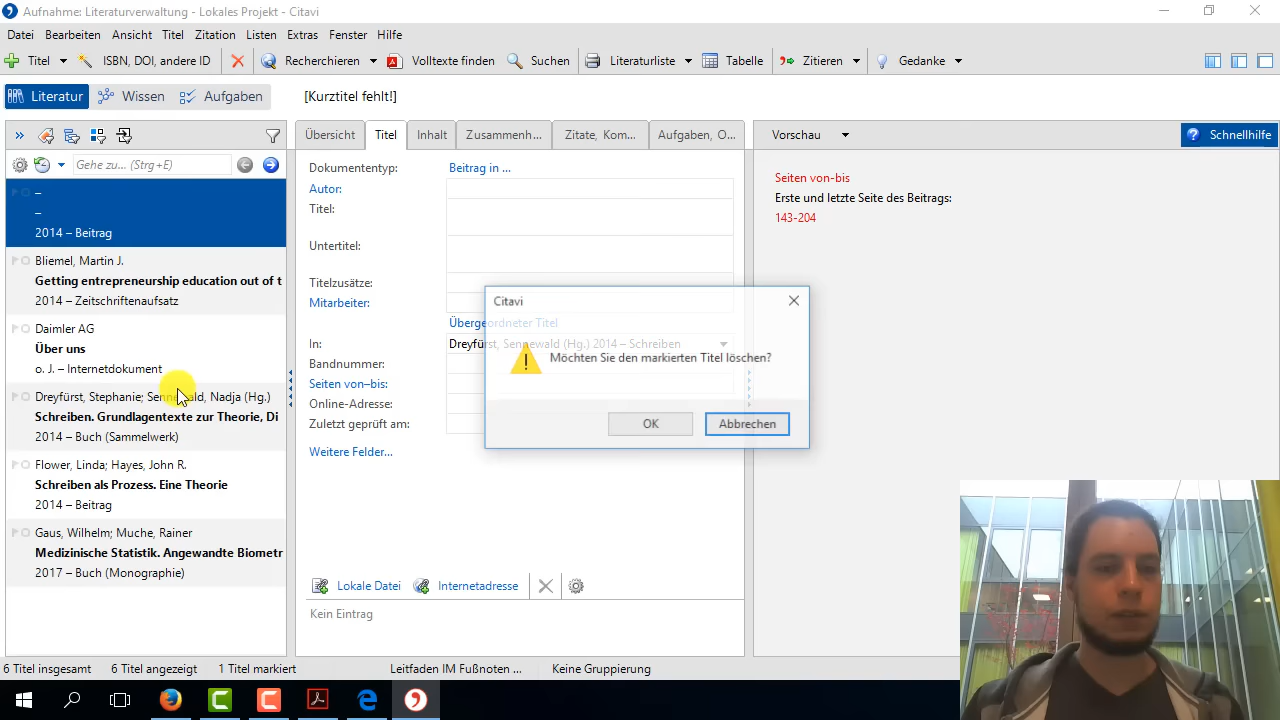 Aufnahme: Literaturverwaltung - Lokales Projekt - Citavi
Datei Bearbeiten Ansicht Titel Zitation Listen Extras Fenster Hilfe
Titel ISBN, DOI, andere ID Recherchieren Volltexte finden Suchen Literaturliste Tabelle Zitieren Gedanke
Literatur Wissen Aufgaben [Kurztitel fehlt!]
Übersicht Titel Inhalt Zusammenh... Zitate, Kom... Aufgaben, O... Vorschau Schnellhilfe
Gehe zu... (Strg+E)
–
–
2014 – Beitrag
Bliemel, Martin J.
Getting entrepreneurship education out of t
2014 – Zeitschriftenaufsatz
Daimler AG
Über uns
o. J. – Internetdokument
Dreyfürst, Stephanie; Sennewald, Nadja (Hg.)
Schreiben. Grundlagentexte zur Theorie, Di
2014 – Buch (Sammelwerk)
Flower, Linda; Hayes, John R.
Schreiben als Prozess. Eine Theorie
2014 – Beitrag
Gaus, Wilhelm; Muche, Rainer
Medizinische Statistik. Angewandte Biometr
2017 – Buch (Monographie)
Dokumententyp: Beitrag in ...
Autor:
Titel:
Untertitel:
Titelzusätze:
Mitarbeiter:
Übergeordneter Titel
In: Dreyfürst, Sennewald (Hg.) 2014 – Schreiben
Bandnummer:
Seiten von–bis:
Online-Adresse:
Zuletzt geprüft am:
Weitere Felder...
Citavi
Möchten Sie den markierten Titel löschen?
OK Abbrechen
Lokale Datei Internetadresse
Kein Eintrag
Seiten von-bis
Erste und letzte Seite des Beitrags:
143-204
6 Titel insgesamt 6 Titel angezeigt 1 Titel markiert Leitfaden IM Fußnoten ... Keine Gruppierung